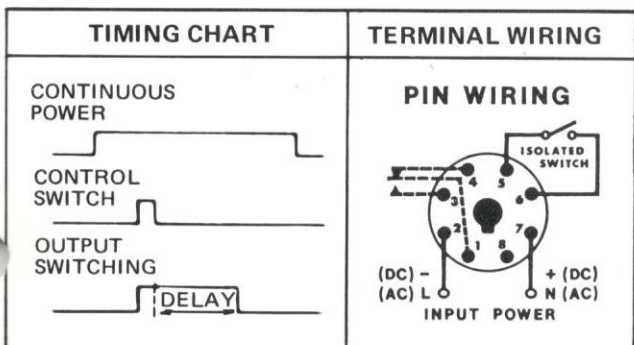 TIMING CHART
TERMINAL WIRING
CONTINUOUS
POWER
CONTROL
SWITCH
OUTPUT
SWITCHING
DELAY
PIN WIRING
ISOLATED
SWITCH
4 5
3 6
2 7
1 8
(DC) - + (DC)
(AC) L N (AC)
INPUT POWER